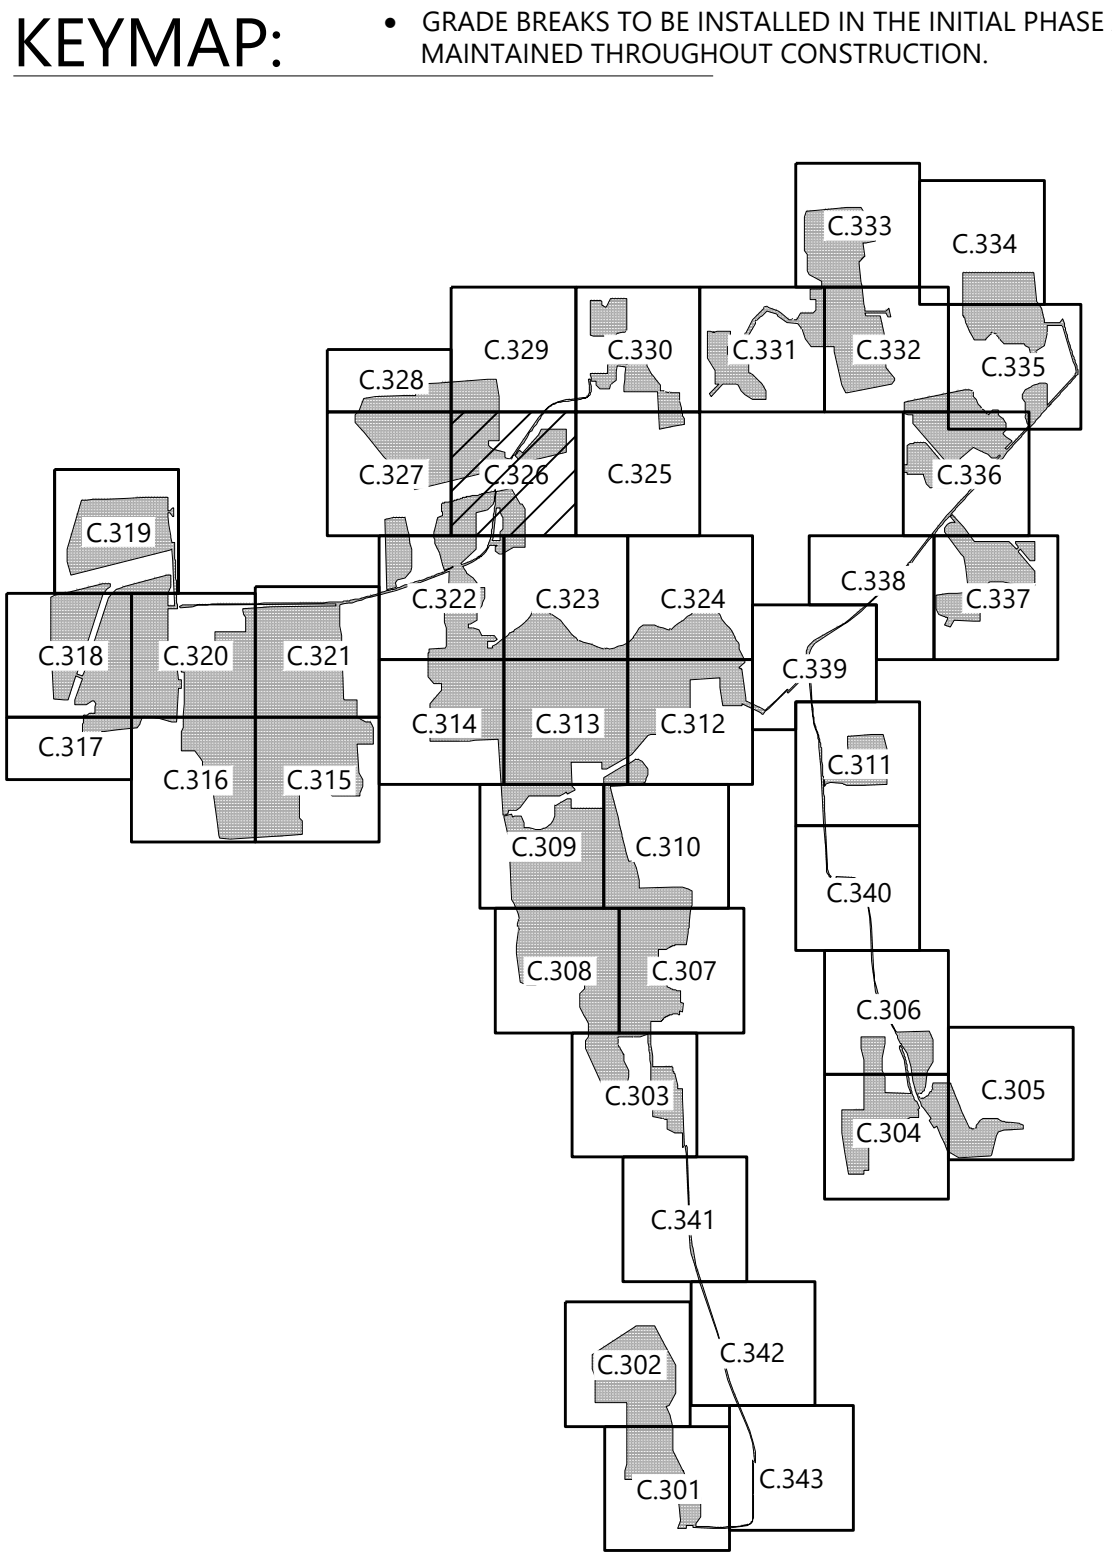 KEYMAP:
• GRADE BREAKS TO BE INSTALLED IN THE INITIAL PHASE
MAINTAINED THROUGHOUT CONSTRUCTION.
C.333
C.334
C.329
C.330
C.331
C.332
C.335
C.328
C.327
C.326
C.325
C.336
C.319
C.322
C.323
C.324
C.338
C.337
C.318
C.320
C.321
C.339
C.317
C.314
C.313
C.312
C.311
C.316
C.315
C.309
C.310
C.340
C.308
C.307
C.306
C.303
C.305
C.304
C.341
C.302
C.342
C.301
C.343